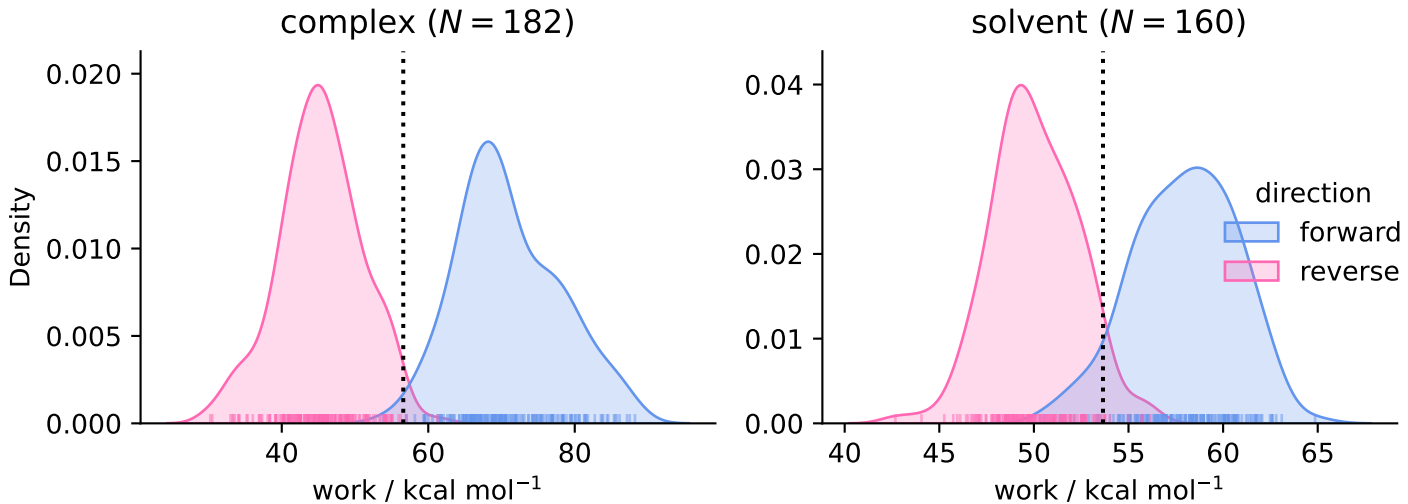 complex (N = 182)
0.020
0.015
0.010
0.005
0.000
Density
40 60 80
work / kcal mol⁻¹
solvent (N = 160)
0.04
0.03
0.02
0.01
0.00
40 45 50 55 60 65
work / kcal mol⁻¹
direction
forward
reverse